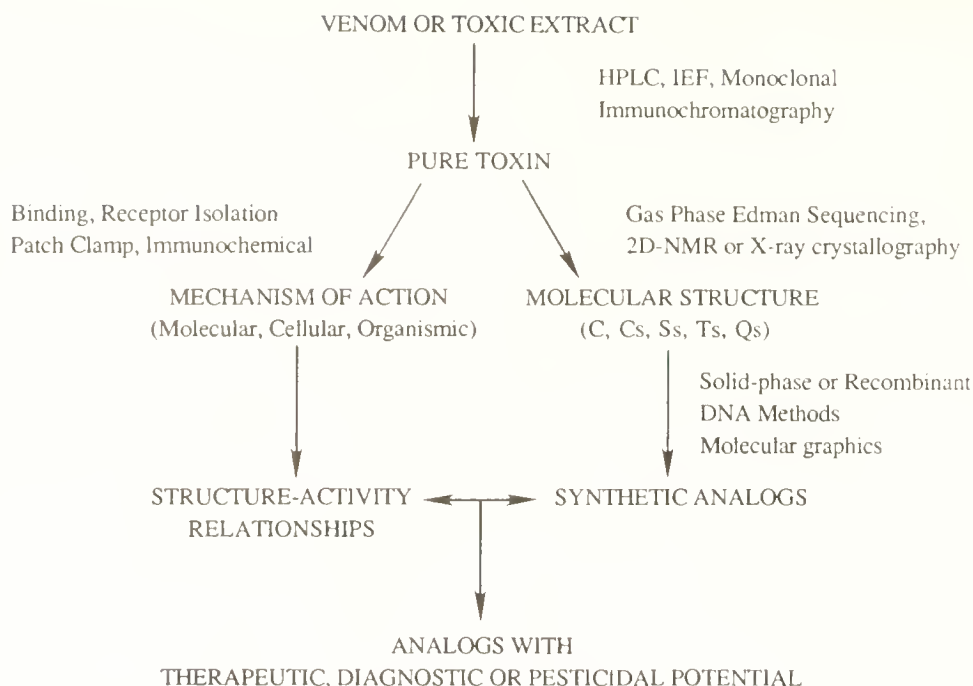 VENOM OR TOXIC EXTRACT
HPLC, IEF, Monoclonal
Immunochromatography
PURE TOXIN
Binding, Receptor Isolation
Patch Clamp, Immunochemical
Gas Phase Edman Sequencing,
2D-NMR or X-ray crystallography
MECHANISM OF ACTION
(Molecular, Cellular, Organismic)
MOLECULAR STRUCTURE
(C, Cs, Ss, Ts, Qs)
Solid-phase or Recombinant
DNA Methods
Molecular graphics
STRUCTURE-ACTIVITY
RELATIONSHIPS
SYNTHETIC ANALOGS
ANALOGS WITH
THERAPEUTIC, DIAGNOSTIC OR PESTICIDAL POTENTIAL